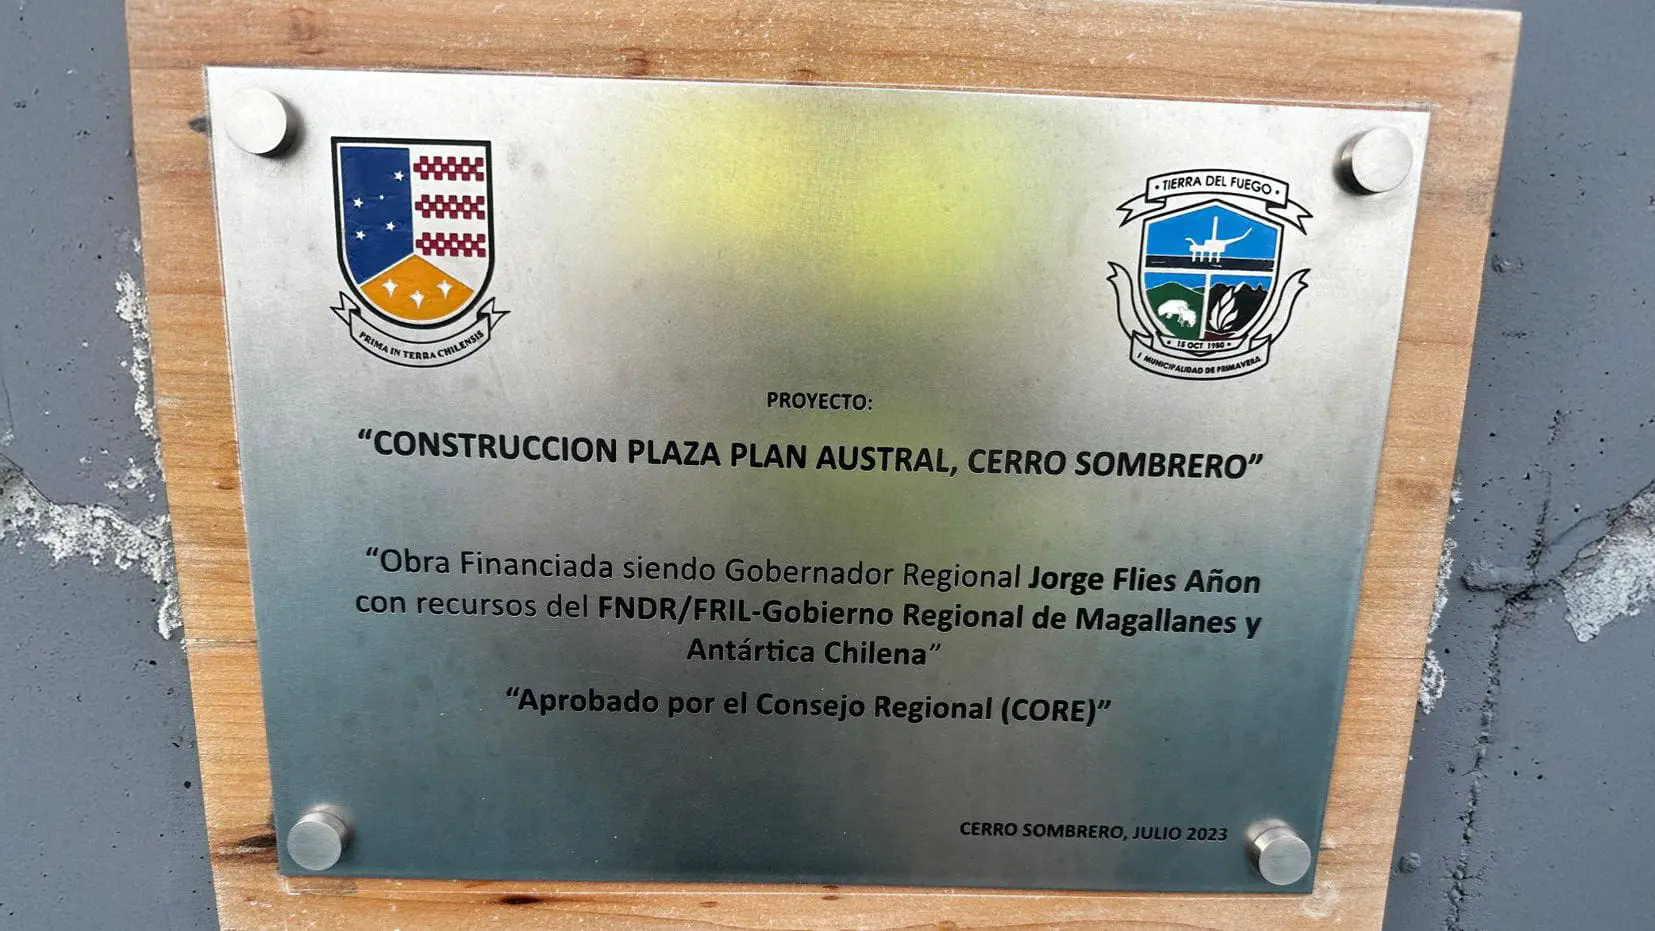 PRIMA IN TERRA CHILENSIS
• TIERRA DEL FUEGO •
• 15 OCT 1980 •
I MUNICIPALIDAD DE PRIMAVERA
PROYECTO:
“CONSTRUCCION PLAZA PLAN AUSTRAL, CERRO SOMBRERO”
“Obra Financiada siendo Gobernador Regional Jorge Flies Añon
con recursos del FNDR/FRIL-Gobierno Regional de Magallanes y
Antártica Chilena”
“Aprobado por el Consejo Regional (CORE)”
CERRO SOMBRERO, JULIO 2023